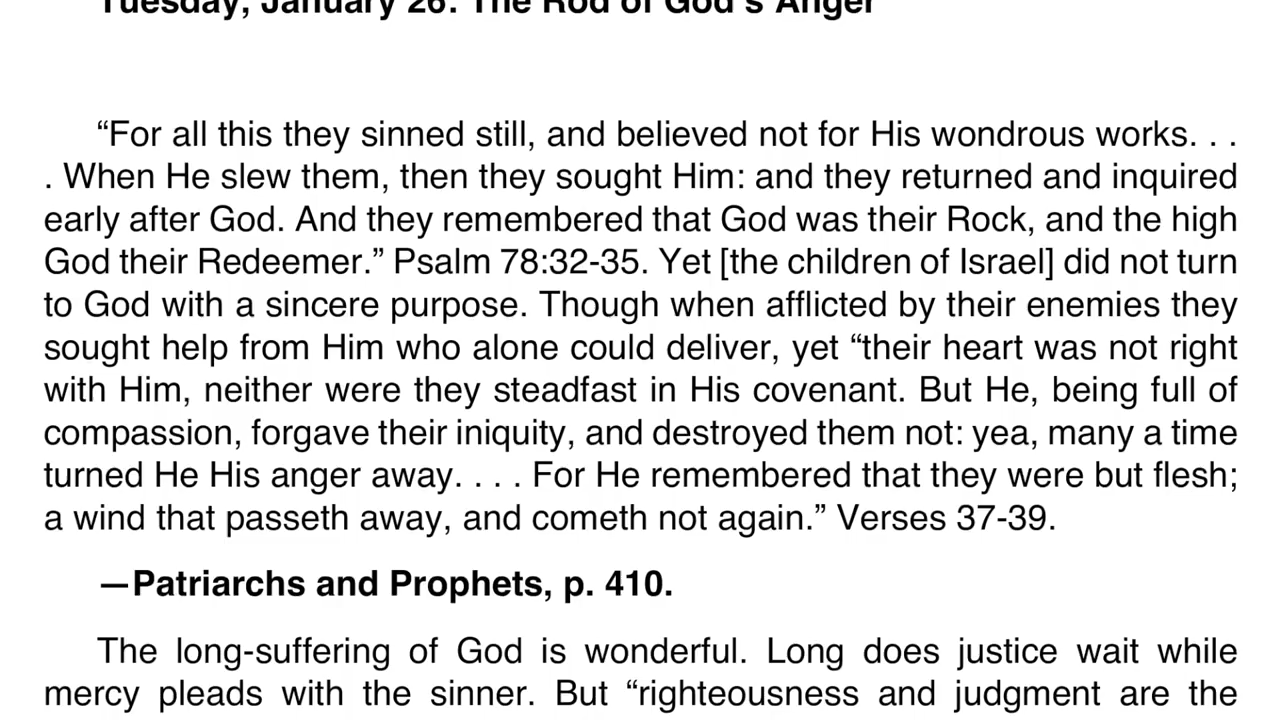 Tuesday, January 26: The Rod of God's Anger
“For all this they sinned still, and believed not for His wondrous works. . .
. When He slew them, then they sought Him: and they returned and inquired
early after God. And they remembered that God was their Rock, and the high
God their Redeemer.” Psalm 78:32-35. Yet [the children of Israel] did not turn
to God with a sincere purpose. Though when afflicted by their enemies they
sought help from Him who alone could deliver, yet “their heart was not right
with Him, neither were they steadfast in His covenant. But He, being full of
compassion, forgave their iniquity, and destroyed them not: yea, many a time
turned He His anger away. . . . For He remembered that they were but flesh;
a wind that passeth away, and cometh not again.” Verses 37-39.
—Patriarchs and Prophets, p. 410.
The long-suffering of God is wonderful. Long does justice wait while
mercy pleads with the sinner. But “righteousness and judgment are the